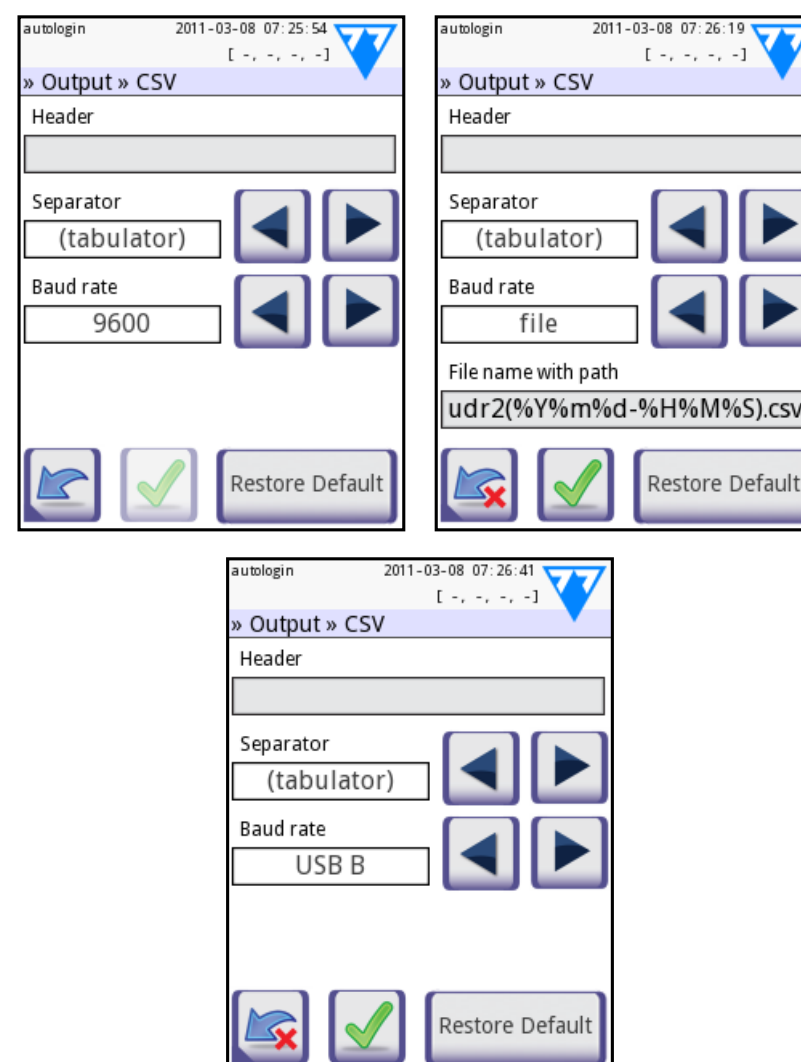 autologin 2011-03-08 07:25:54
[ -, -, -, -]
» Output » CSV
Header
Separator
(tabulator)
Baud rate
9600
Restore Default
autologin 2011-03-08 07:26:19
[ -, -, -, -]
» Output » CSV
Header
Separator
(tabulator)
Baud rate
file
File name with path
udr2(%Y%m%d-%H%M%S).csv
Restore Default
autologin 2011-03-08 07:26:41
[ -, -, -, -]
» Output » CSV
Header
Separator
(tabulator)
Baud rate
USB B
Restore Default